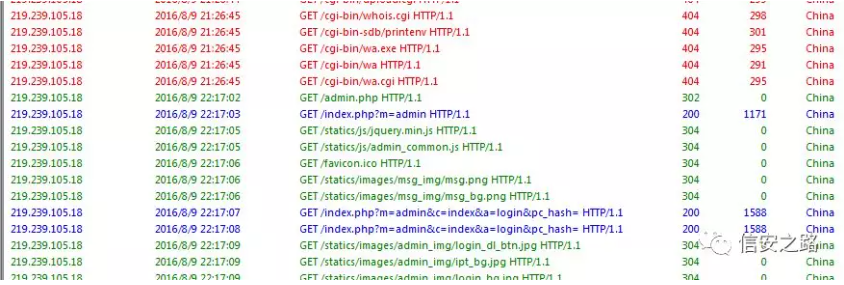 219.239.105.18 2016/8/9 21:26:45 GET /cgi-bin/whois.cgi HTTP/1.1 404 298 China
219.239.105.18 2016/8/9 21:26:45 GET /cgi-bin-sdb/printenv HTTP/1.1 404 301 China
219.239.105.18 2016/8/9 21:26:45 GET /cgi-bin/wa.exe HTTP/1.1 404 295 China
219.239.105.18 2016/8/9 21:26:45 GET /cgi-bin/wa HTTP/1.1 404 291 China
219.239.105.18 2016/8/9 21:26:45 GET /cgi-bin/wa.cgi HTTP/1.1 404 295 China
219.239.105.18 2016/8/9 22:17:02 GET /admin.php HTTP/1.1 302 0 China
219.239.105.18 2016/8/9 22:17:03 GET /index.php?m=admin HTTP/1.1 200 1171 China
219.239.105.18 2016/8/9 22:17:05 GET /statics/js/jquery.min.js HTTP/1.1 304 0 China
219.239.105.18 2016/8/9 22:17:05 GET /statics/js/admin_common.js HTTP/1.1 304 0 China
219.239.105.18 2016/8/9 22:17:06 GET /favicon.ico HTTP/1.1 304 0 China
219.239.105.18 2016/8/9 22:17:06 GET /statics/images/msg_img/msg.png HTTP/1.1 304 0 China
219.239.105.18 2016/8/9 22:17:06 GET /statics/images/msg_img/msg_bg.png HTTP/1.1 304 0 China
219.239.105.18 2016/8/9 22:17:07 GET /index.php?m=admin&c=index&a=login&pc_hash= HTTP/1.1 200 1588 China
219.239.105.18 2016/8/9 22:17:08 GET /index.php?m=admin&c=index&a=login&pc_hash= HTTP/1.1 200 1588 China
219.239.105.18 2016/8/9 22:17:09 GET /statics/images/admin_img/login_dl_btn.jpg HTTP/1.1 304 0 China
信安之路
219.239.105.18 2016/8/9 22:17:09 GET /statics/images/admin_img/ipt_bg.jpg HTTP/1.1 304 China
219.239.105.18 2016/8/9 22:17:09 GET /statics/images/admin_img/login_bg.jpg HTTP/1.1 304 0 China